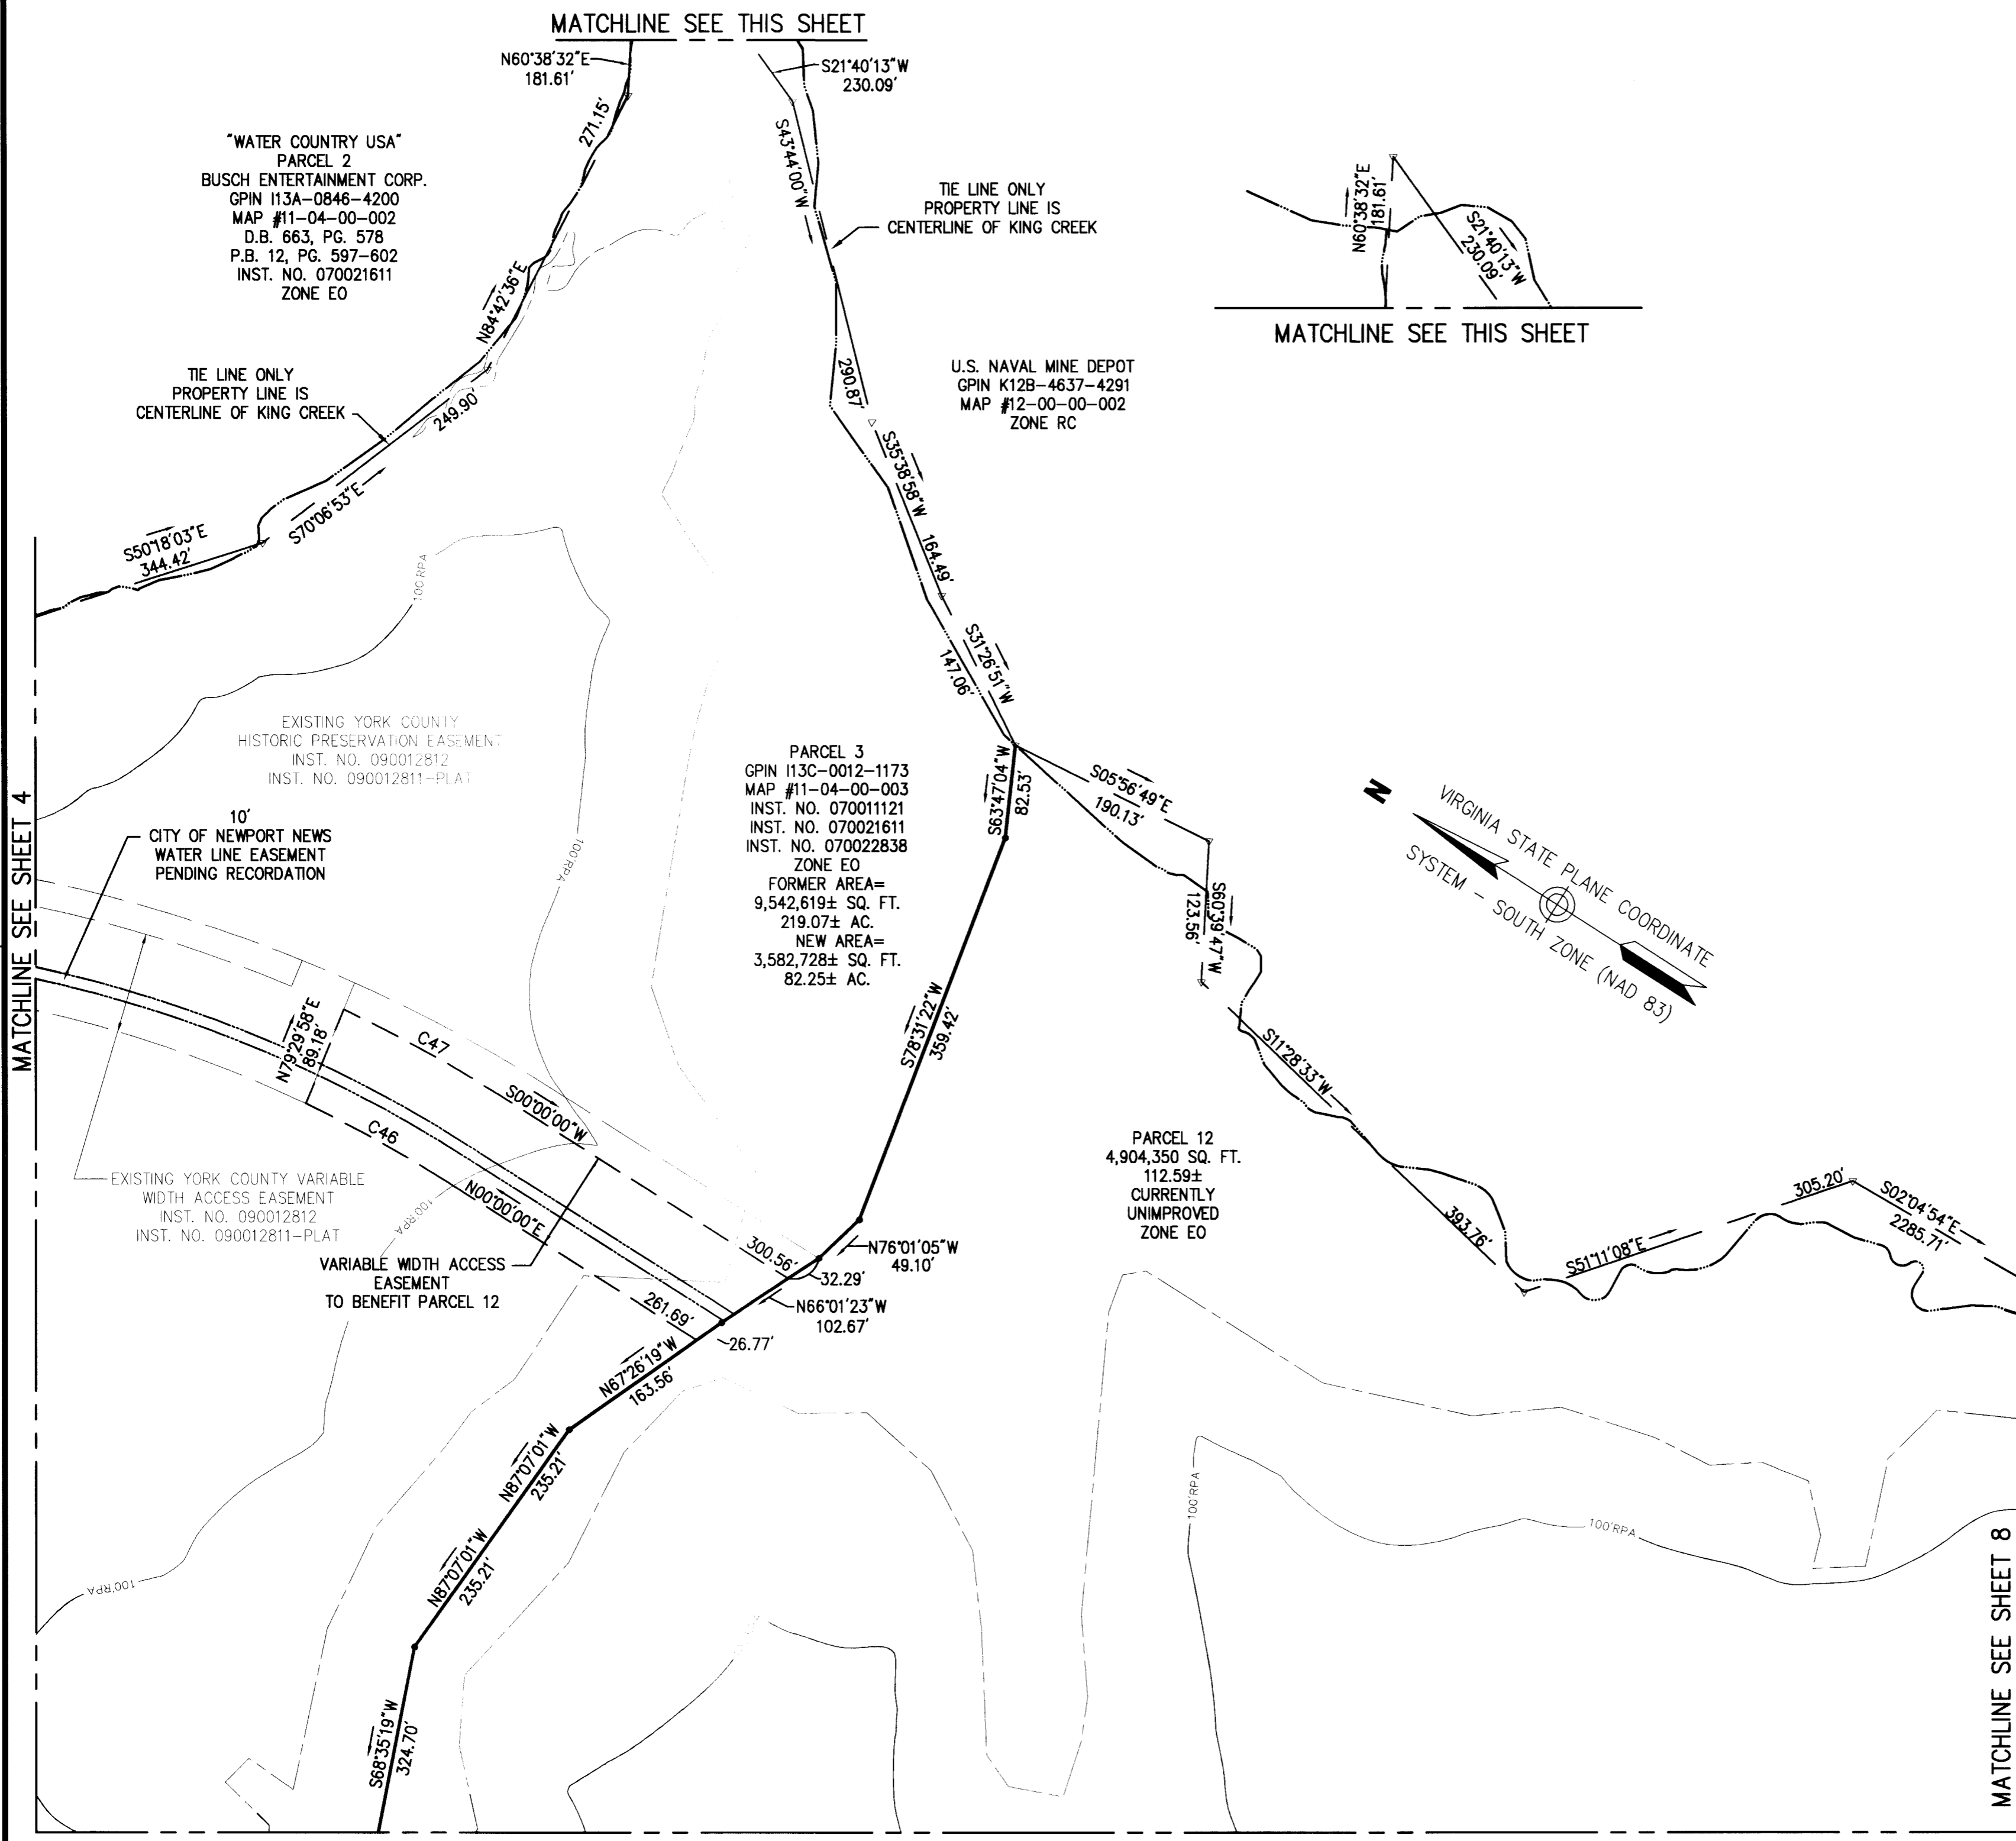 MATCHLINE SEE THIS SHEET
N60°38'32"E
181.61'
S21°40'13"W
230.09'
271.15'
S43°44'00"W
"WATER COUNTRY USA"
PARCEL 2
BUSCH ENTERTAINMENT CORP.
GPIN I13A-0846-4200
MAP #11-04-00-002
D.B. 663, PG. 578
P.B. 12, PG. 597-602
INST. NO. 070021611
ZONE EO
TIE LINE ONLY
PROPERTY LINE IS
CENTERLINE OF KING CREEK
N60°38'32"E
181.61'
S21°40'13"W
230.09'
MATCHLINE SEE THIS SHEET
N84°42'36"E
TIE LINE ONLY
PROPERTY LINE IS
CENTERLINE OF KING CREEK
249.90'
290.87'
U.S. NAVAL MINE DEPOT
GPIN K12B-4637-4291
MAP #12-00-00-002
ZONE RC
S70°06'53"E
S50°18'03"E
344.42'
S35°38'58"W
164.49'
100'RPA
S31°26'51"W
147.06'
EXISTING YORK COUNTY
HISTORIC PRESERVATION EASEMENT
INST. NO. 090012812
INST. NO. 090012811-PLAT
PARCEL 3
GPIN I13C-0012-1173
MAP #11-04-00-003
INST. NO. 070011121
INST. NO. 070021611
INST. NO. 070022838
ZONE EO
FORMER AREA=
9,542,619± SQ. FT.
219.07± AC.
NEW AREA=
3,582,728± SQ. FT.
82.25± AC.
S63°47'04"W
82.53'
S05°56'49"E
190.13'
S60°39'47"W
123.56'
N
VIRGINIA STATE PLANE COORDINATE
SYSTEM - SOUTH ZONE (NAD 83)
MATCHLINE SEE SHEET 4
10'
CITY OF NEWPORT NEWS
WATER LINE EASEMENT
PENDING RECORDATION
100'RPA
N79°29'58"E
89.18'
C47
S00°00'00"W
C46
N00°00'00"E
S78°31'22"W
359.42'
S11°28'33"W
393.76'
PARCEL 12
4,904,350 SQ. FT.
112.59±
CURRENTLY
UNIMPROVED
ZONE EO
EXISTING YORK COUNTY VARIABLE
WIDTH ACCESS EASEMENT
INST. NO. 090012812
INST. NO. 090012811-PLAT
100'RPA
VARIABLE WIDTH ACCESS
EASEMENT
TO BENEFIT PARCEL 12
300.56'
261.69'
N76°01'05"W
49.10'
32.29'
N66°01'23"W
102.67'
26.77'
S51°11'08"E
305.20'
S02°04'54"E
2285.71'
N67°26'19"W
163.56'
N87°07'01"W
235.21'
N87°07'01"W
235.21'
100'RPA
100'RPA
100'RPA
S68°35'19"W
324.70'
MATCHLINE SEE SHEET 8